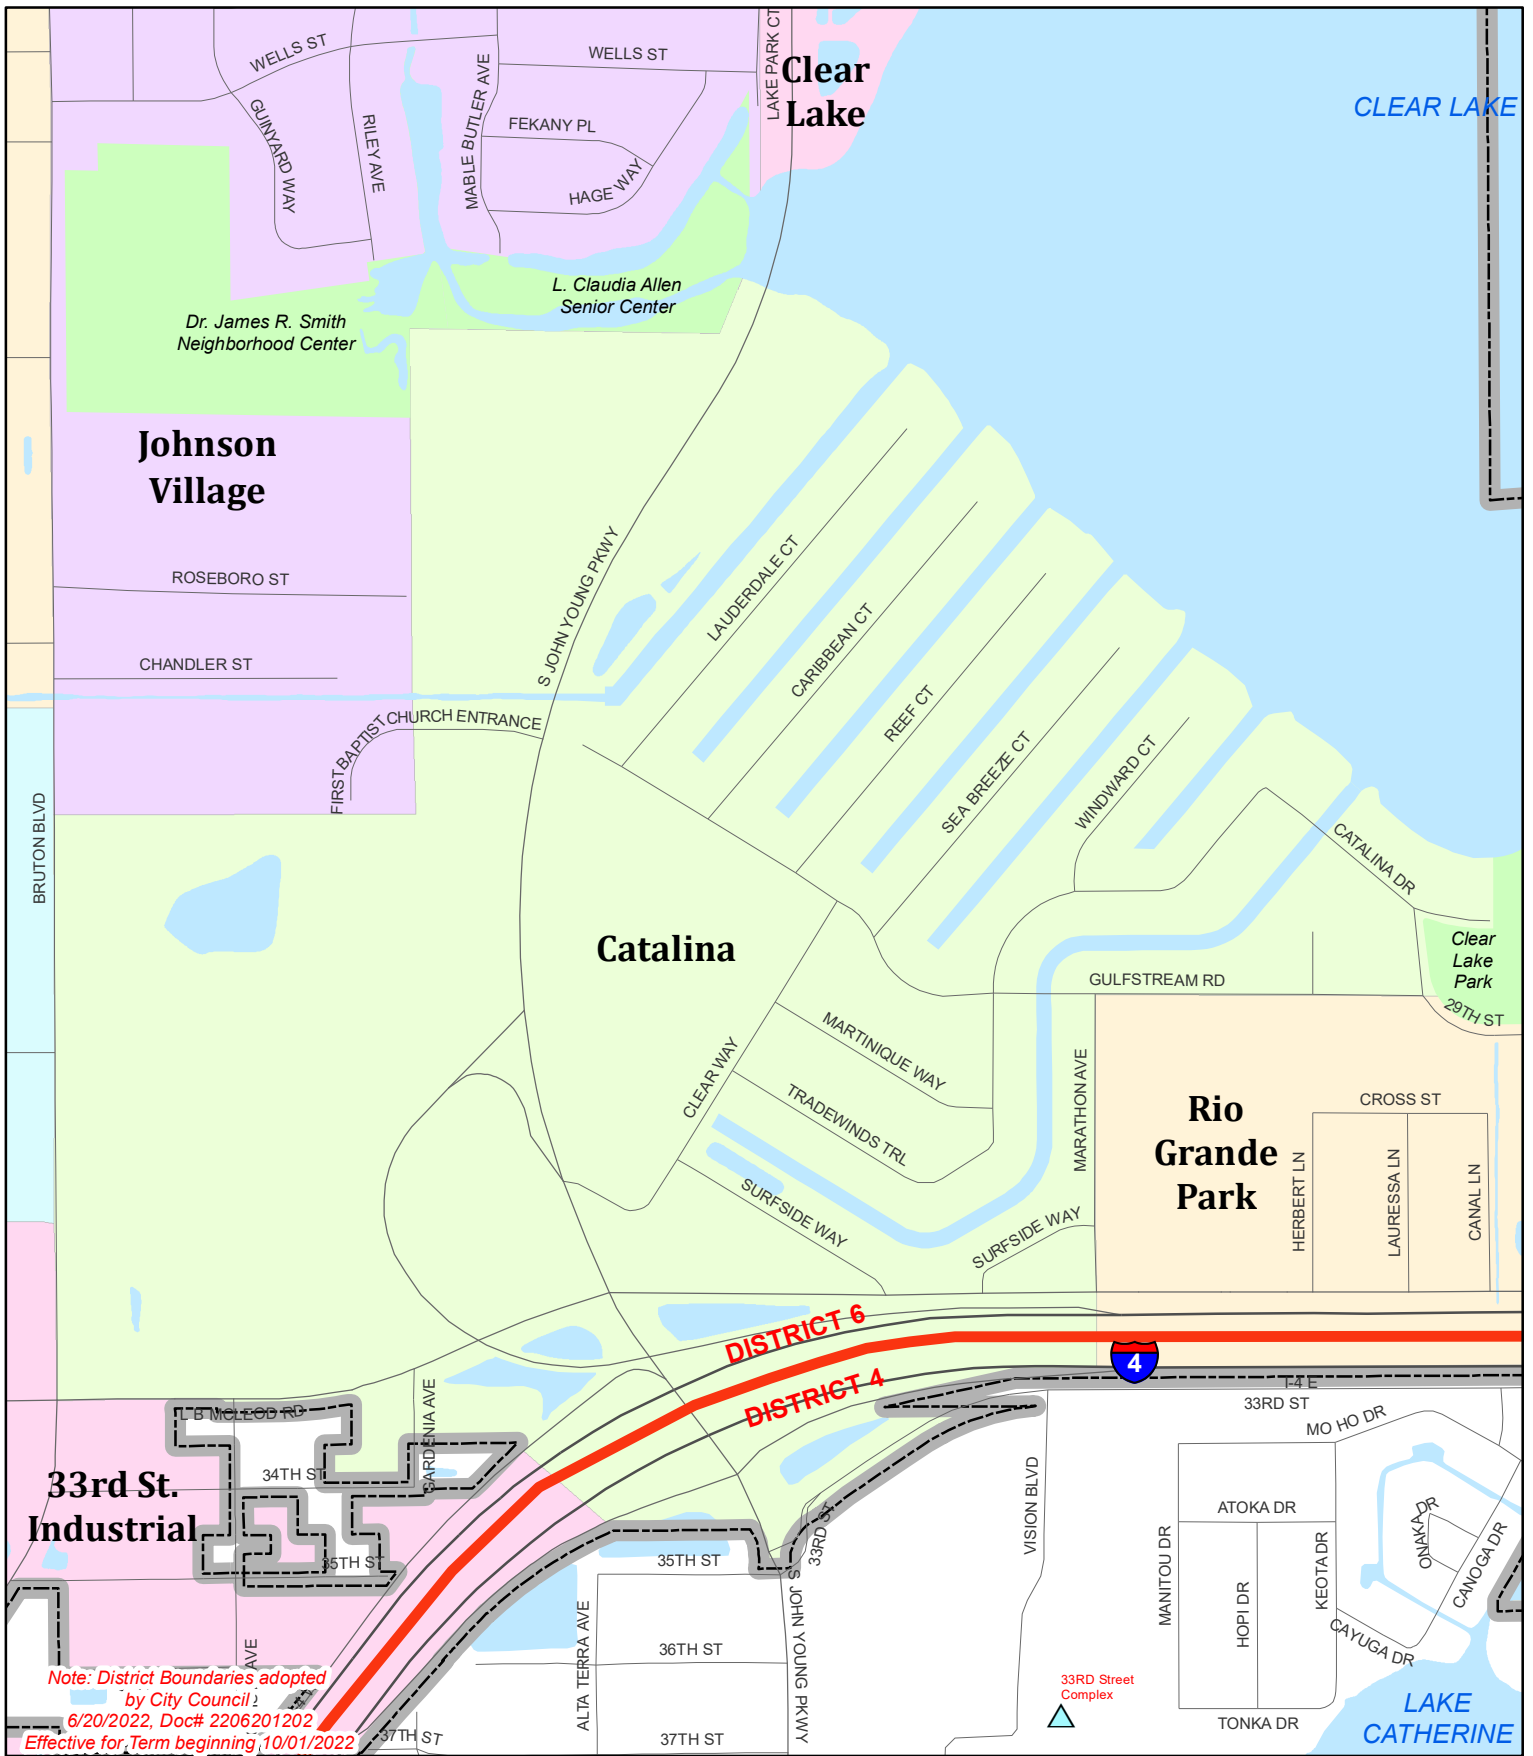 WELLS ST
WELLS ST
LAKE PARK CT
Clear
Lake
CLEAR LAKE
GUINYARD WAY
RILEY AVE
MABLE BUTLER AVE
FEKANY PL
HAGE WAY
L. Claudia Allen
Senior Center
Dr. James R. Smith
Neighborhood Center
Johnson
Village
ROSEBORO ST
CHANDLER ST
S JOHN YOUNG PKWY
LAUDERDALE CT
CARIBBEAN CT
REEF CT
SEA BREEZE CT
WINDWARD CT
FIRST BAPTIST CHURCH ENTRANCE
BRUTON BLVD
CATALINA DR
Catalina
Clear
Lake
Park
GULFSTREAM RD
29TH ST
MARTINIQUE WAY
CLEAR WAY
TRADEWINDS TRL
MARATHON AVE
Rio
Grande
Park
CROSS ST
HERBERT LN
LAURESSA LN
CANAL LN
SURFSIDE WAY
SURFSIDE WAY
DISTRICT 6
DISTRICT 4
4
I-4 E
33RD ST
L B MCLEOD RD
GARDENIA AVE
34TH ST
33rd St.
Industrial
35TH ST
35TH ST
33RD ST
S JOHN YOUNG PKWY
VISION BLVD
MO HO DR
ATOKA DR
MANITOU DR
HOPI DR
KEOTA DR
ONAKA DR
CANOGA DR
CAYUGA DR
TONKA DR
ALTA TERRA AVE
36TH ST
37TH ST
37TH ST
AVE
33RD Street
Complex
LAKE
CATHERINE
Note: District Boundaries adopted
by City Council
6/20/2022, Doc# 2206201202
Effective for Term beginning 10/01/2022